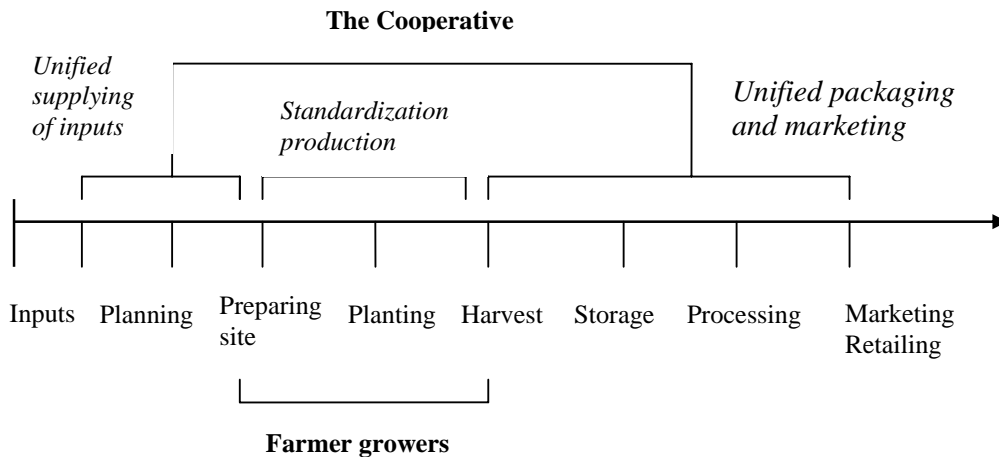 The Cooperative
Unified
supplying
of inputs
Standardization
production
Unified packaging
and marketing
Inputs
Planning
Preparing
site
Planting
Harvest
Storage
Processing
Marketing
Retailing
Farmer growers